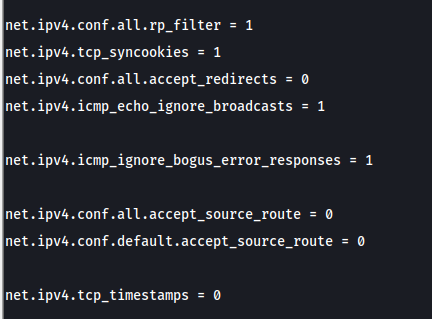 net.ipv4.conf.all.rp_filter = 1
net.ipv4.tcp_syncookies = 1
net.ipv4.conf.all.accept_redirects = 0
net.ipv4.icmp_echo_ignore_broadcasts = 1
net.ipv4.icmp_ignore_bogus_error_responses = 1
net.ipv4.conf.all.accept_source_route = 0
net.ipv4.conf.default.accept_source_route = 0
net.ipv4.tcp_timestamps = 0